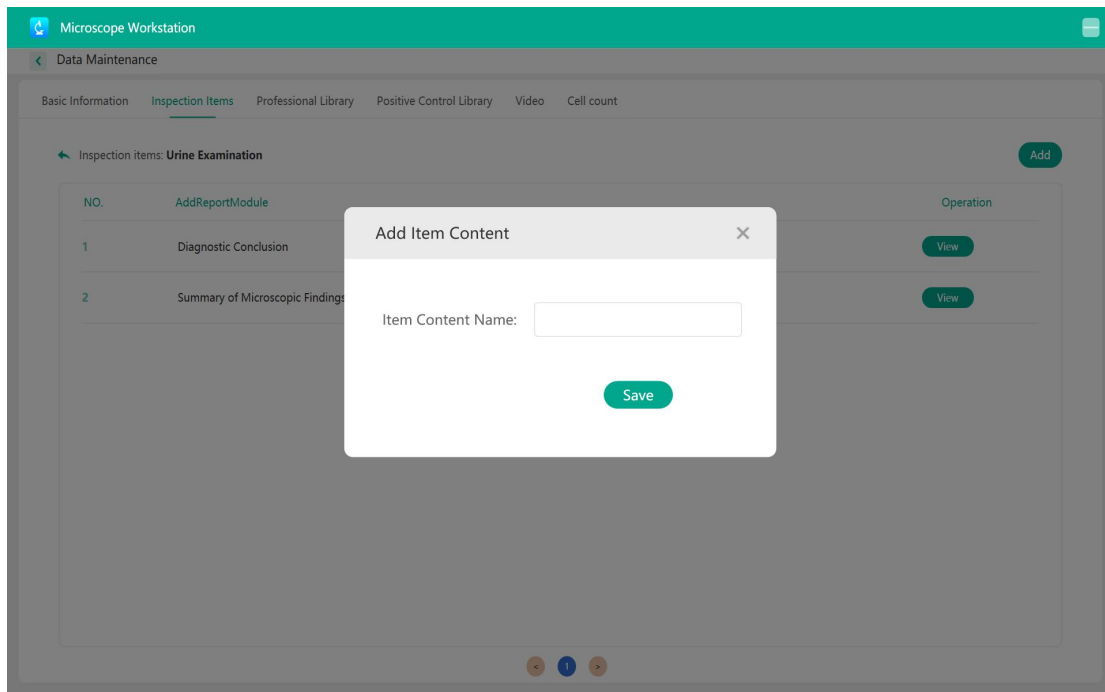 Microscope Workstation
Data Maintenance
Basic Information Inspection Items Professional Library Positive Control Library Video Cell count
Inspection items: Urine Examination Add
NO. AddReportModule Operation
Add Item Content
1 Diagnostic Conclusion View
2 Summary of Microscopic Findings View
Item Content Name:
Save
< 1 >